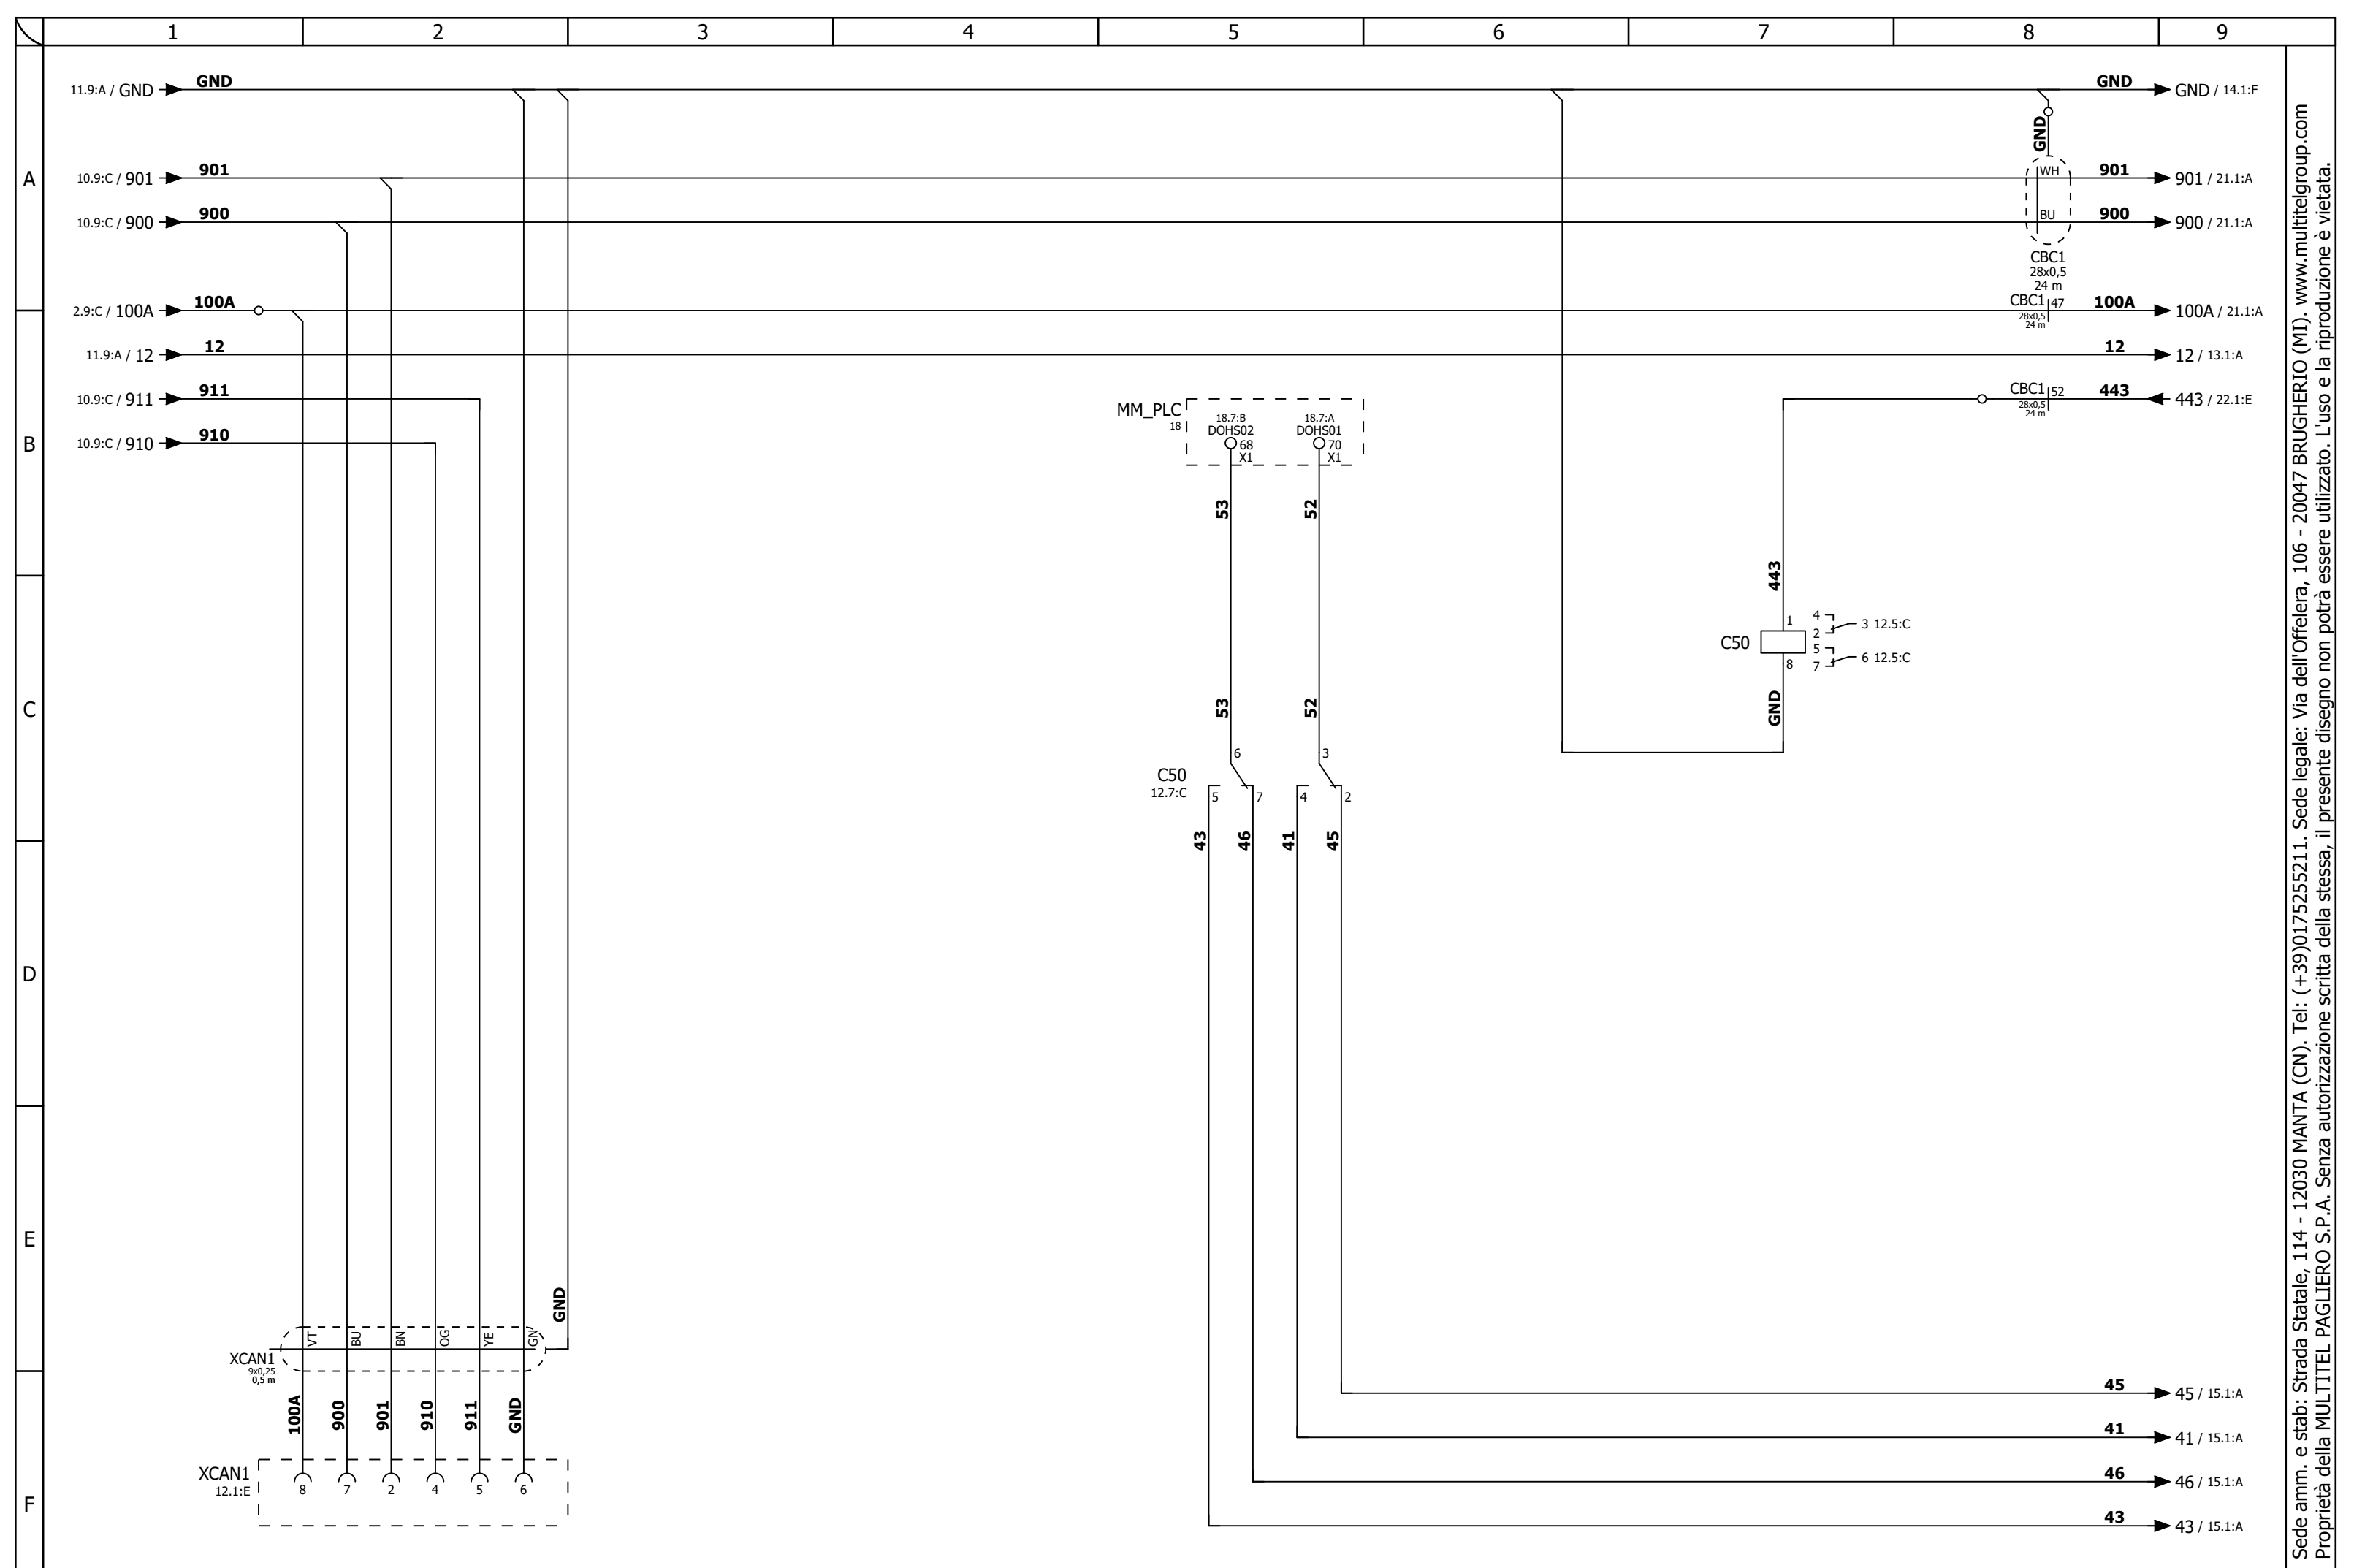 1 2 3 4 5 6 7 8 9
11.9:A / GND GND GND GND / 14.1:F
GND
A 10.9:C / 901 901 WH 901 901 / 21.1:A
10.9:C / 900 900 BU 900 900 / 21.1:A
CBC1
28x0,5
24 m
2.9:C / 100A 100A CBC1 47 100A 100A / 21.1:A
28x0,5
24 m
11.9:A / 12 12 12 12 / 13.1:A
10.9:C / 911 911 CBC1 52 443 443 / 22.1:E
28x0,5
24 m
B 10.9:C / 910 910
MM_PLC
18
18.7:B 18.7:A
DOHS02 DOHS01
68 70
X1 X1
53 52
443
1 4 3 12.5:C
C50 2
5
8 7 6 12.5:C
C 53 52 GND
6 3
C50
12.7:C
5 7 4 2
43 46 41 45
D
E
GND
VT BU BN OG YE GN
XCAN1
9x0,25
0,5 m
100A 900 901 910 911 GND
45 45 / 15.1:A
41 41 / 15.1:A
XCAN1
12.1:E
8 7 2 4 5 6
46 46 / 15.1:A
F
43 43 / 15.1:A
Sede amm. e stab: Strada Statale, 114 - 12030 MANTA (CN). Tel: (+39)0175255211. Sede legale: Via dell'Offelera, 106 - 20047 BRUGHERIO (MI). www.multitelgroup.com
Proprietà della MULTITEL PAGLIERO S.P.A. Senza autorizzazione scritta della stessa, il presente disegno non potrà essere utilizzato. L'uso e la riproduzione è vietata.